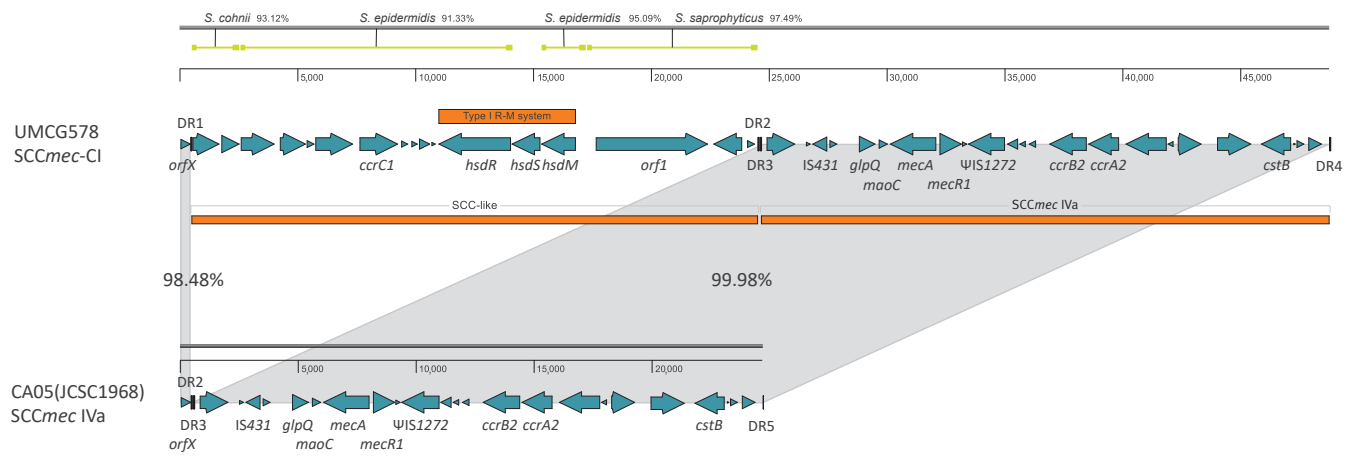 S. cohnii 93.12% S. epidermidis 91.33% S. epidermidis 95.09% S. saprophyticus 97.49%
5,000 10,000 15,000 20,000 25,000 30,000 35,000 40,000 45,000
Type I R-M system
UMCG578
SCCmec-CI
DR1 DR2
orfX ccrC1 hsdR hsdS hsdM orf1 DR3 IS431 glpQ mecA ΨIS1272 ccrB2 ccrA2 cstB DR4
maoC mecR1
SCC-like SCCmec IVa
98.48% 99.98%
5,000 10,000 15,000 20,000
CA05(JCSC1968)
SCCmec IVa
DR2
DR3 IS431 glpQ mecA ΨIS1272 ccrB2 ccrA2 cstB DR5
orfX maoC mecR1